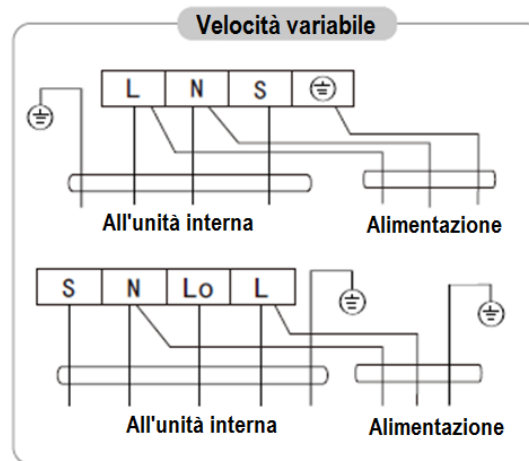 Velocità variabile
L N S
All'unità interna Alimentazione
S N Lo L
All'unità interna Alimentazione